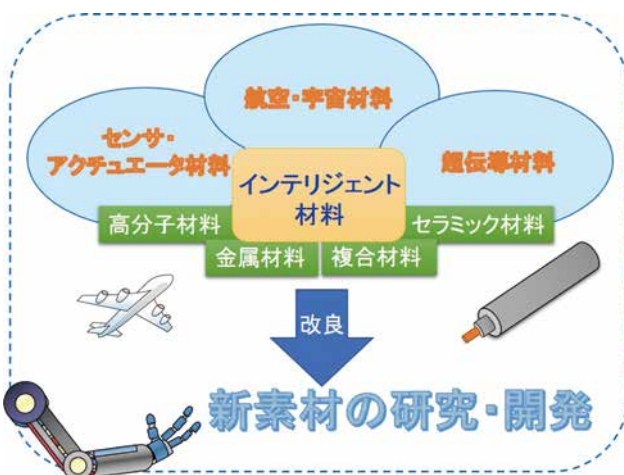 航空・宇宙材料
センサ・
アクチュエータ材料
超伝導材料
インテリジェント
材料
高分子材料
セラミック材料
金属材料
複合材料
改良
新素材の研究・開発